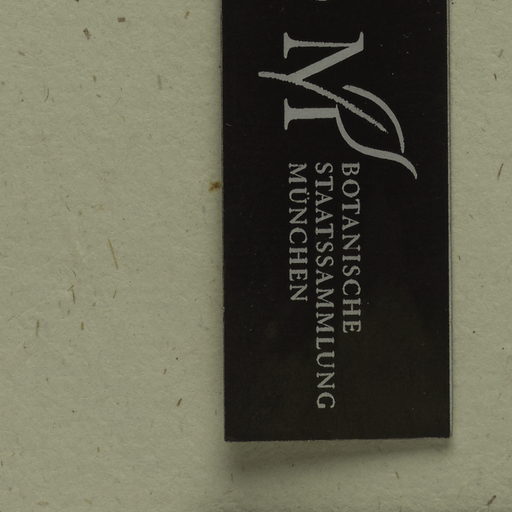 M
BOTANISCHE
STAATSSAMMLUNG
MÜNCHEN